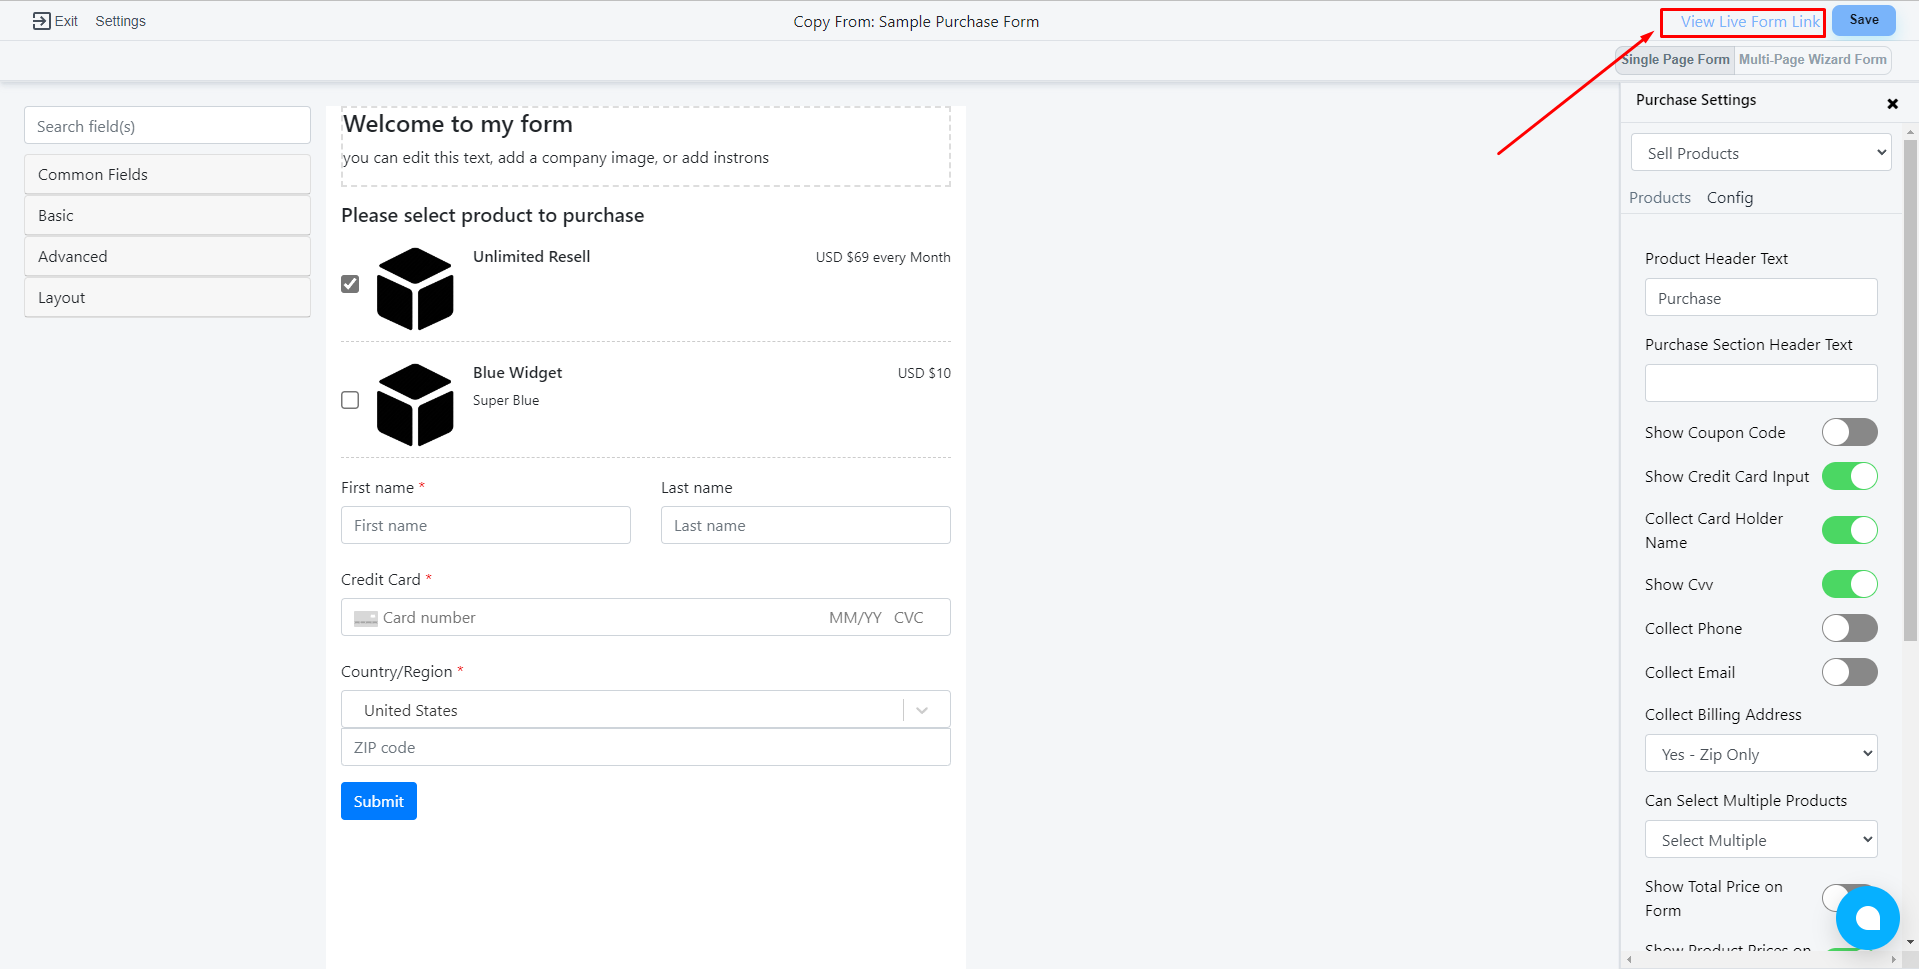 Exit Settings Copy From: Sample Purchase Form View Live Form Link Save
Single Page Form Multi-Page Wizard Form
Search field(s)
Common Fields
Basic
Advanced
Layout
Welcome to my form
you can edit this text, add a company image, or add instrons
Please select product to purchase
Unlimited Resell USD $69 every Month
Blue Widget USD $10
Super Blue
First name * Last name
First name Last name
Credit Card *
Card number MM/YY CVC
Country/Region *
United States
ZIP code
Submit
Purchase Settings
Sell Products
Products Config
Product Header Text
Purchase
Purchase Section Header Text
Show Coupon Code
Show Credit Card Input
Collect Card Holder
Name
Show Cvv
Collect Phone
Collect Email
Collect Billing Address
Yes - Zip Only
Can Select Multiple Products
Select Multiple
Show Total Price on
Form
Show Product Prices on